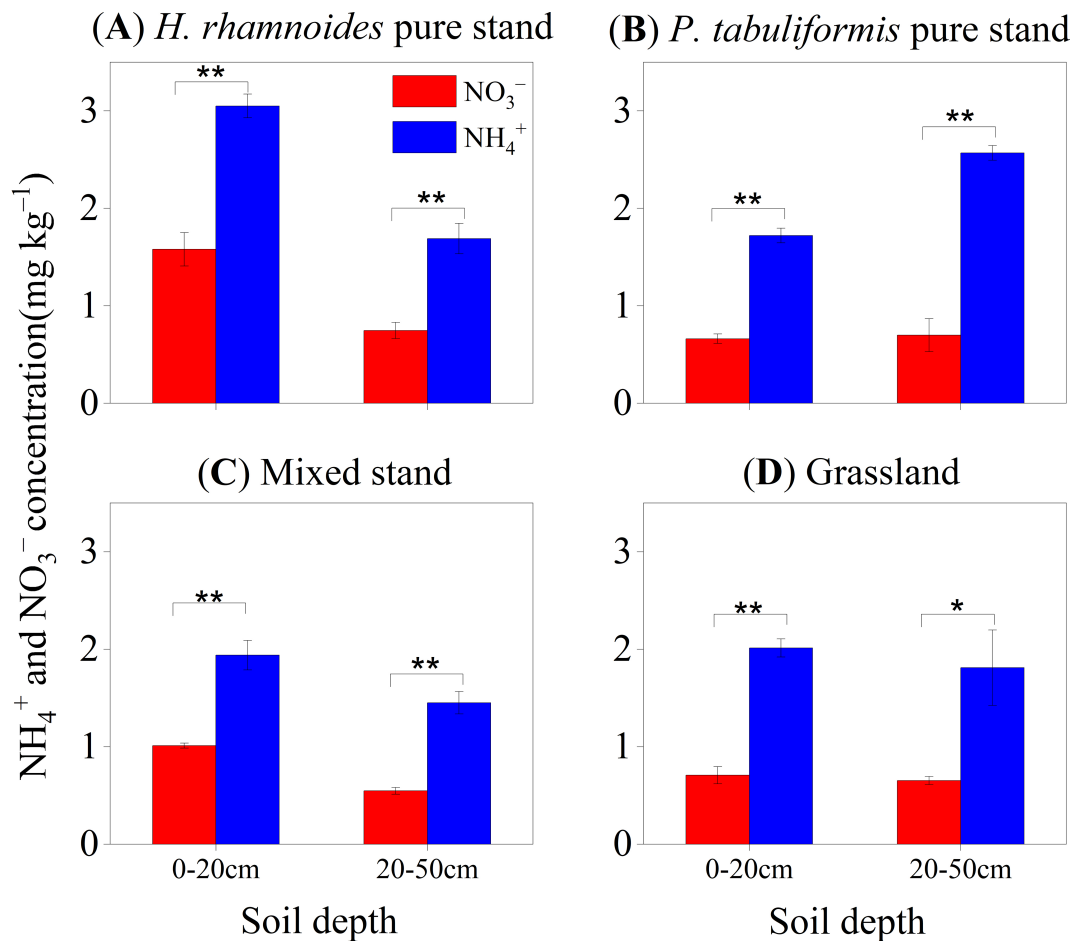 (A) H. rhamnoides pure stand
(B) P. tabuliformis pure stand
NH₄⁺ and NO₃⁻ concentration(mg kg⁻¹)
3
2
1
0
**
**
NO₃⁻
NH₄⁺
3
2
1
0
**
**
(C) Mixed stand
(D) Grassland
3
2
1
0
**
**
0-20cm
20-50cm
Soil depth
3
2
1
0
**
*
0-20cm
20-50cm
Soil depth